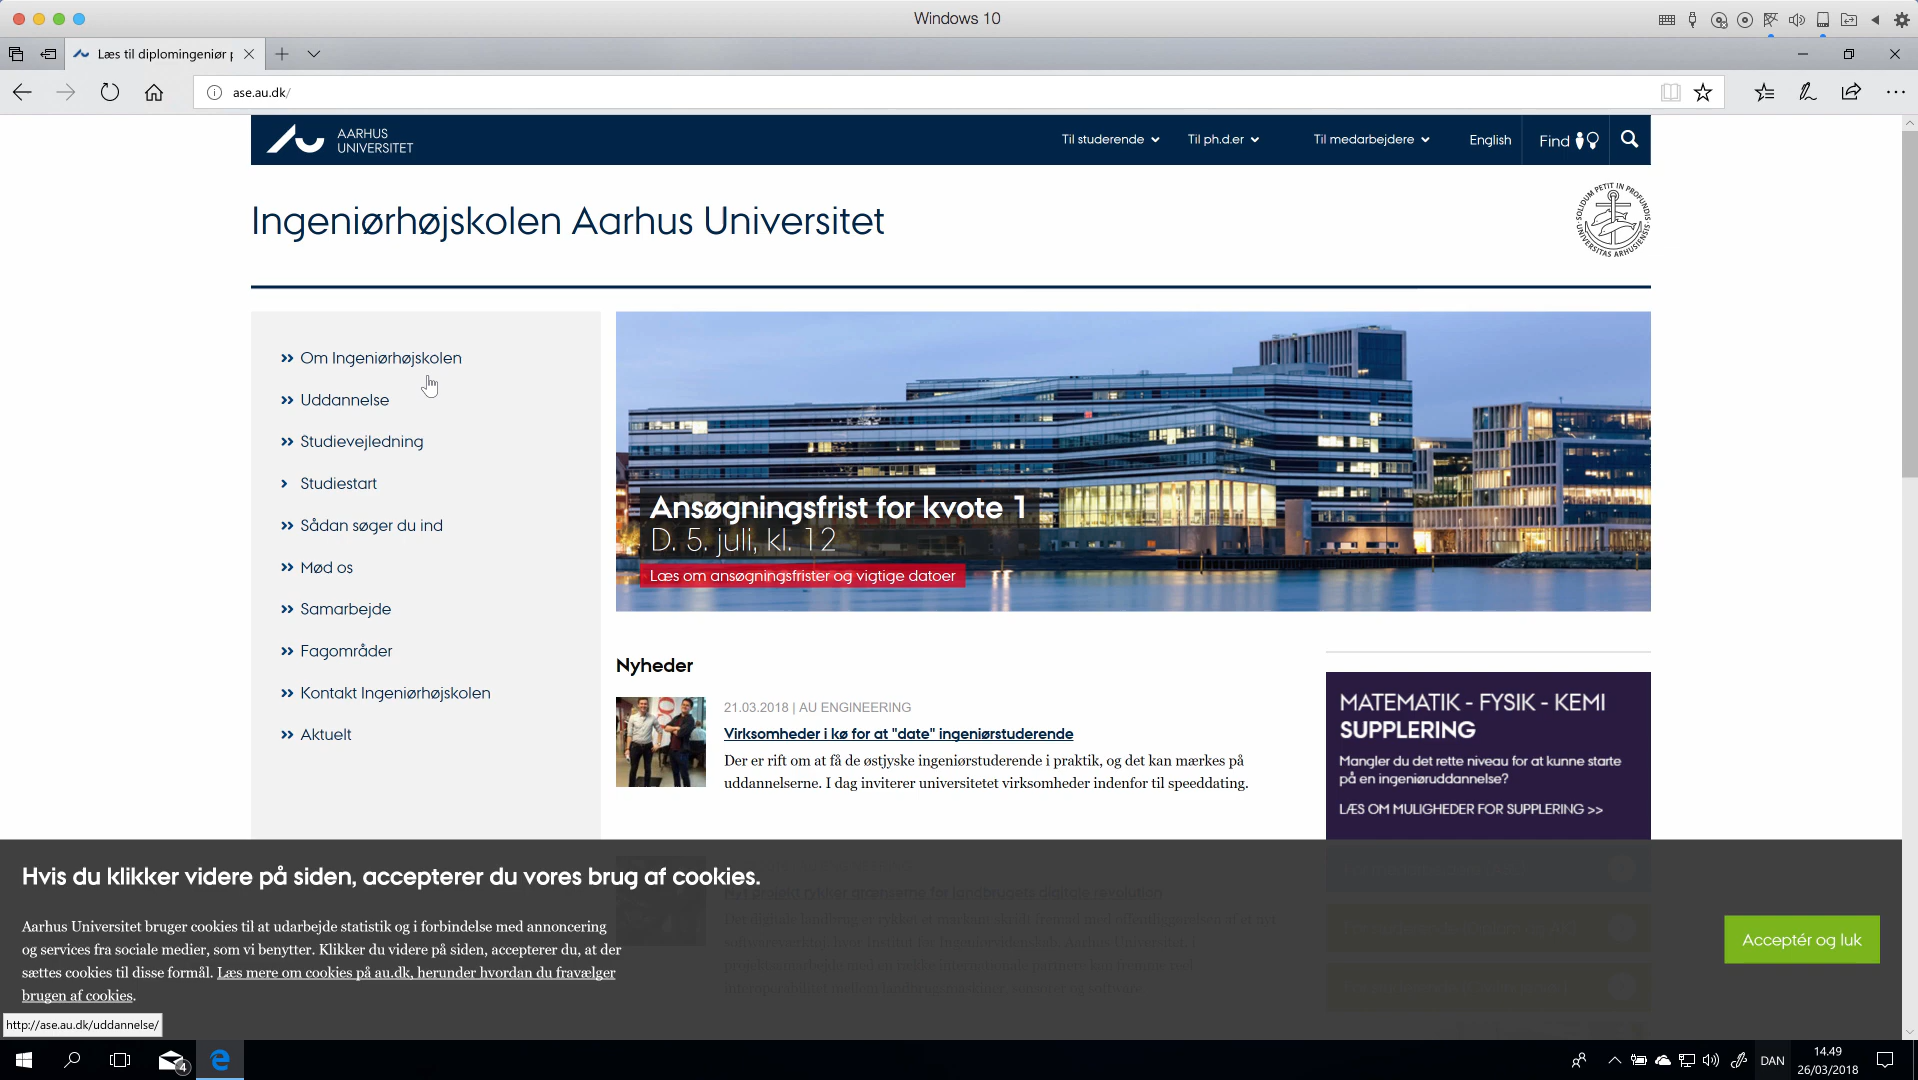 Windows 10
Læs til diplomingeniør p
ase.au.dk/
AARHUS
UNIVERSITET
Til studerende
Til ph.d.er
Til medarbejdere
English
Find
Ingeniørhøjskolen Aarhus Universitet
SOLIDUM PETIT IN PROFUNDIS
UNIVERSITAS ARHUSIENSIS
Om Ingeniørhøjskolen
Uddannelse
Studievejledning
Studiestart
Sådan søger du ind
Mød os
Samarbejde
Fagområder
Kontakt Ingeniørhøjskolen
Aktuelt
Ansøgningsfrist for kvote 1
D. 5. juli, kl. 12
Læs om ansøgningsfrister og vigtige datoer
Nyheder
21.03.2018 | AU ENGINEERING
Virksomheder i kø for at "date" ingeniørstuderende
Der er rift om at få de østjyske ingeniørstuderende i praktik, og det kan mærkes på
uddannelserne. I dag inviterer universitetet virksomheder indenfor til speeddating.
MATEMATIK - FYSIK - KEMI
SUPPLERING
Mangler du det rette niveau for at kunne starte
på en ingeniøruddannelse?
LÆS OM MULIGHEDER FOR SUPPLERING >>
Hvis du klikker videre på siden, accepterer du vores brug af cookies.
Aarhus Universitet bruger cookies til at udarbejde statistik og i forbindelse med annoncering
og services fra sociale medier, som vi benytter. Klikker du videre på siden, accepterer du, at der
sættes cookies til disse formål. Læs mere om cookies på au.dk, herunder hvordan du fravælger
brugen af cookies.
Acceptér og luk
http://ase.au.dk/uddannelse/
4
DAN
14.49
26/03/2018